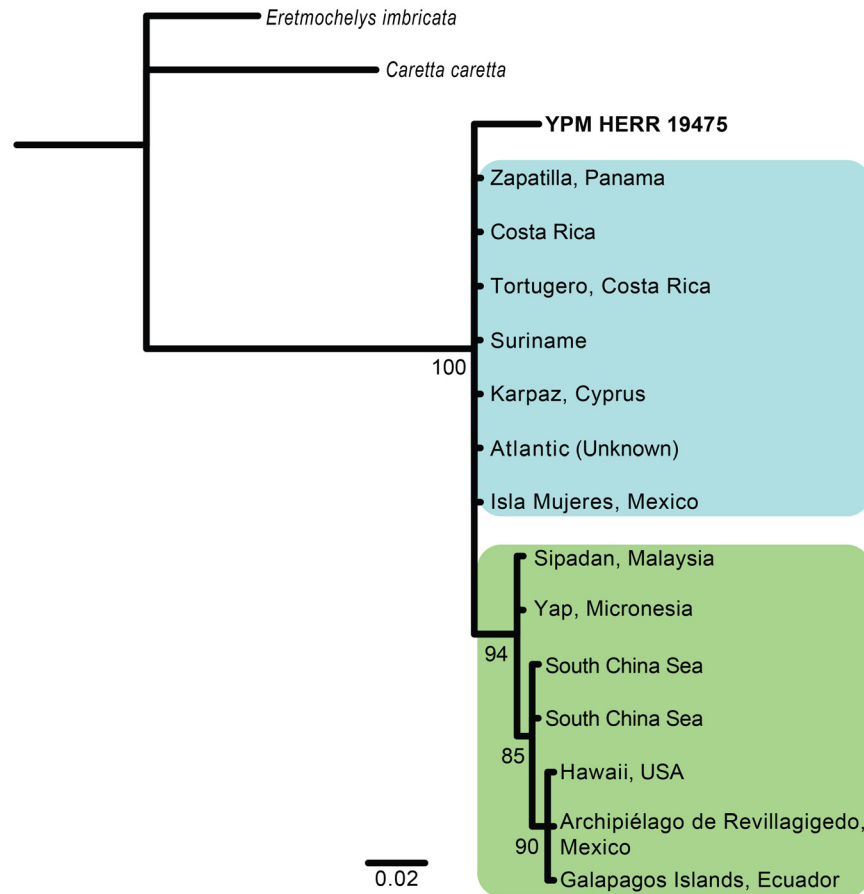 Eretmochelys imbricata
Caretta caretta
YPM HERR 19475
Zapatilla, Panama
Costa Rica
Tortugero, Costa Rica
Suriname
100
Karpaz, Cyprus
Atlantic (Unknown)
Isla Mujeres, Mexico
Sipadan, Malaysia
Yap, Micronesia
94
South China Sea
South China Sea
85
Hawaii, USA
Archipiélago de Revillagigedo,
Mexico
90
Galapagos Islands, Ecuador
0.02